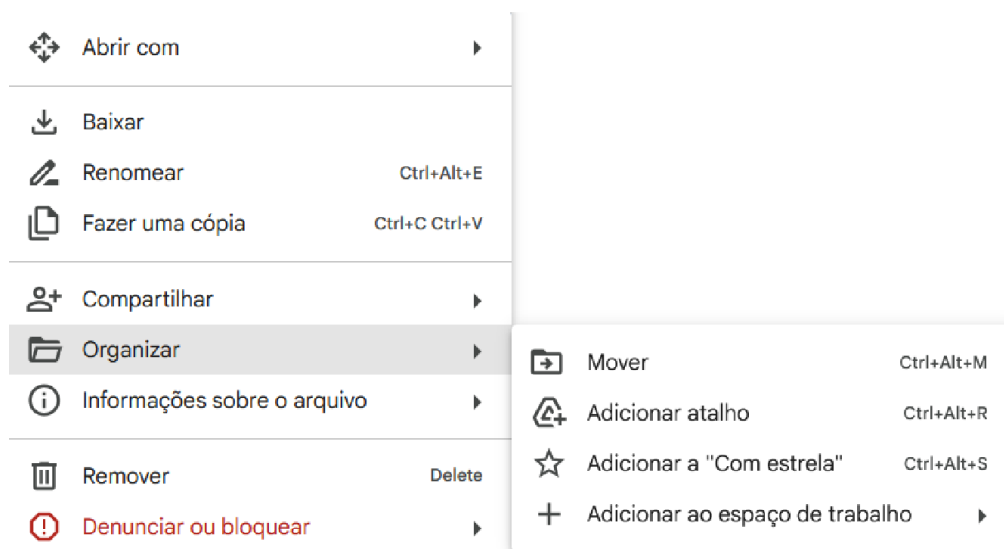 Abrir com
Baixar
Renomear Ctrl+Alt+E
Fazer uma cópia Ctrl+C Ctrl+V
Compartilhar
Organizar
Informações sobre o arquivo
Remover Delete
Denunciar ou bloquear
Mover Ctrl+Alt+M
Adicionar atalho Ctrl+Alt+R
Adicionar a "Com estrela" Ctrl+Alt+S
Adicionar ao espaço de trabalho